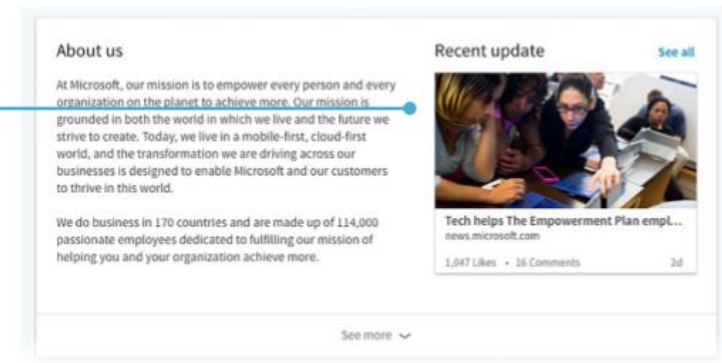 About us
At Microsoft, our mission is to empower every person and every
organization on the planet to achieve more. Our mission is
grounded in both the world in which we live and the future we
strive to create. Today, we live in a mobile-first, cloud-first
world, and the transformation we are driving across our
businesses is designed to enable Microsoft and our customers
to thrive in this world.
We do business in 170 countries and are made up of 114,000
passionate employees dedicated to fulfilling our mission of
helping you and your organization achieve more.
Recent update See all
Tech helps The Empowerment Plan empl...
news.microsoft.com
1,047 Likes • 16 Comments 2d
See more